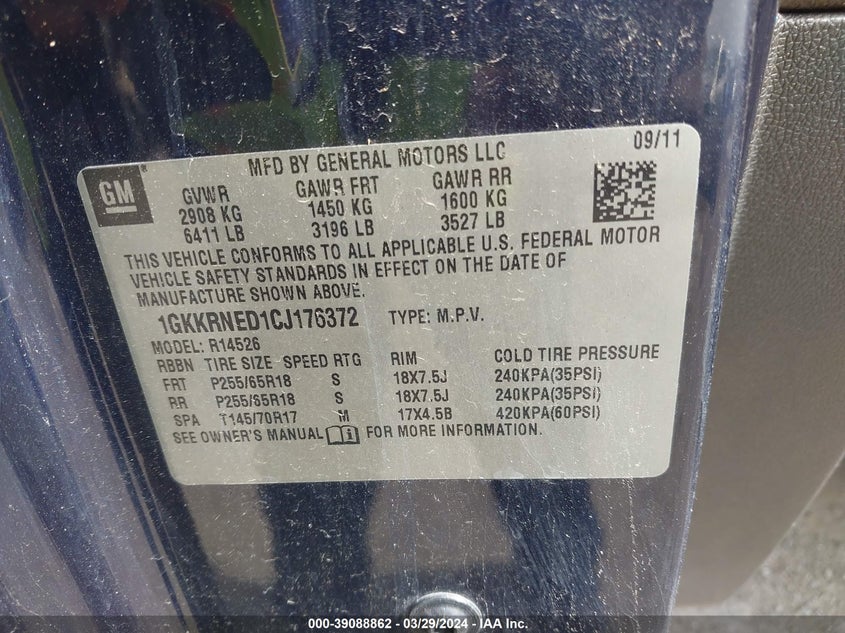 09/11
MFD BY GENERAL MOTORS LLC
GM
GVWR GAWR FRT GAWR RR
2908 KG 1450 KG 1600 KG
6411 LB 3196 LB 3527 LB
THIS VEHICLE CONFORMS TO ALL APPLICABLE U.S. FEDERAL MOTOR
VEHICLE SAFETY STANDARDS IN EFFECT ON THE DATE OF
MANUFACTURE SHOWN ABOVE.
1GKKRNED1CJ176372 TYPE: M.P.V.
MODEL: R14526
RBBN TIRE SIZE SPEED RTG RIM COLD TIRE PRESSURE
FRT P255/65R18 S 18X7.5J 240KPA(35PSI)
RR P255/65R18 S 18X7.5J 240KPA(35PSI)
SPA T145/70R17 M 17X4.5B 420KPA(60PSI)
SEE OWNER'S MANUAL FOR MORE INFORMATION.
000-39088862 - 03/29/2024 - IAA Inc.